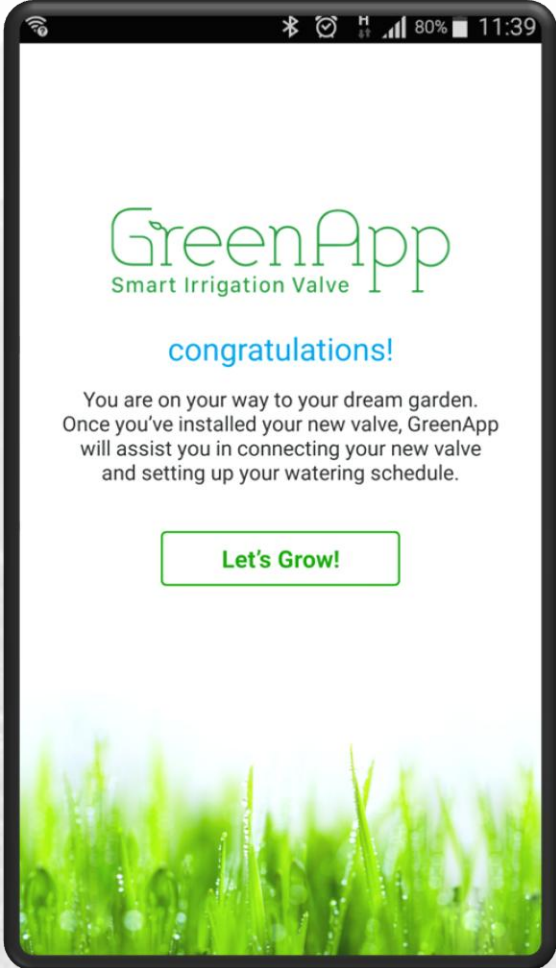 H 80% 11:39
GreenApp
Smart Irrigation Valve
congratulations!
You are on your way to your dream garden.
Once you’ve installed your new valve, GreenApp
will assist you in connecting your new valve
and setting up your watering schedule.
Let’s Grow!